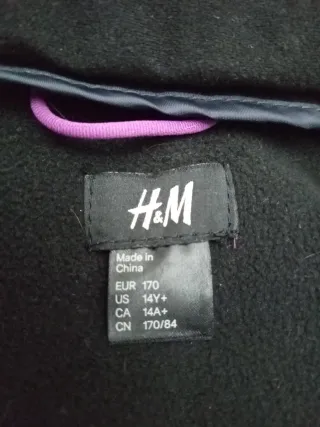 H&M
Made in
China
EUR 170
US 14Y+
CA 14A+
CN 170/84